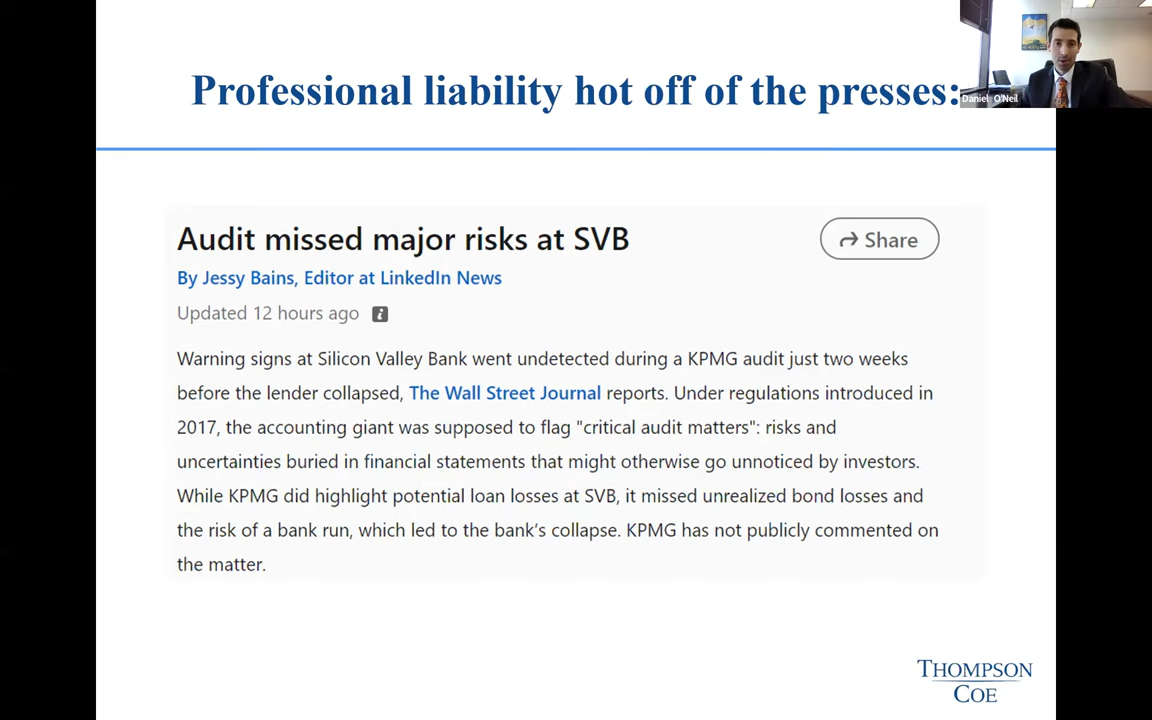 Professional liability hot off of the presses:
Daniel O'Neil
Audit missed major risks at SVB
Share
By Jessy Bains, Editor at LinkedIn News
Updated 12 hours ago
Warning signs at Silicon Valley Bank went undetected during a KPMG audit just two weeks
before the lender collapsed, The Wall Street Journal reports. Under regulations introduced in
2017, the accounting giant was supposed to flag "critical audit matters": risks and
uncertainties buried in financial statements that might otherwise go unnoticed by investors.
While KPMG did highlight potential loan losses at SVB, it missed unrealized bond losses and
the risk of a bank run, which led to the bank's collapse. KPMG has not publicly commented on
the matter.
THOMPSON
COE